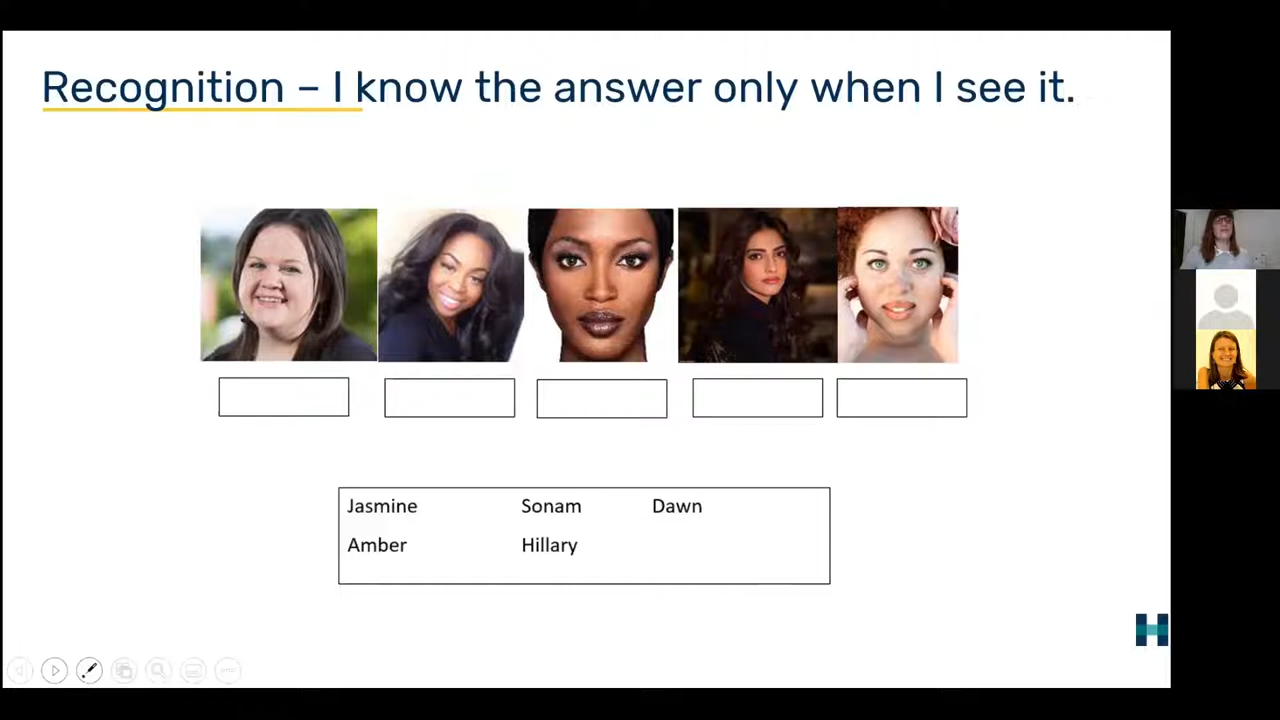 Recognition – I know the answer only when I see it.
Jasmine Sonam Dawn
Amber Hillary